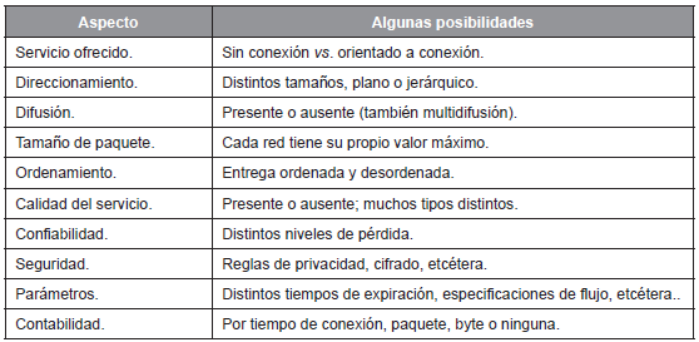 Aspecto Algunas posibilidades
Servicio ofrecido. Sin conexión vs. orientado a conexión.
Direccionamiento. Distintos tamaños, plano o jerárquico.
Difusión. Presente o ausente (también multidifusión).
Tamaño de paquete. Cada red tiene su propio valor máximo.
Ordenamiento. Entrega ordenada y desordenada.
Calidad del servicio. Presente o ausente; muchos tipos distintos.
Confiabilidad. Distintos niveles de pérdida.
Seguridad. Reglas de privacidad, cifrado, etcétera.
Parámetros. Distintos tiempos de expiración, especificaciones de flujo, etcétera..
Contabilidad. Por tiempo de conexión, paquete, byte o ninguna.